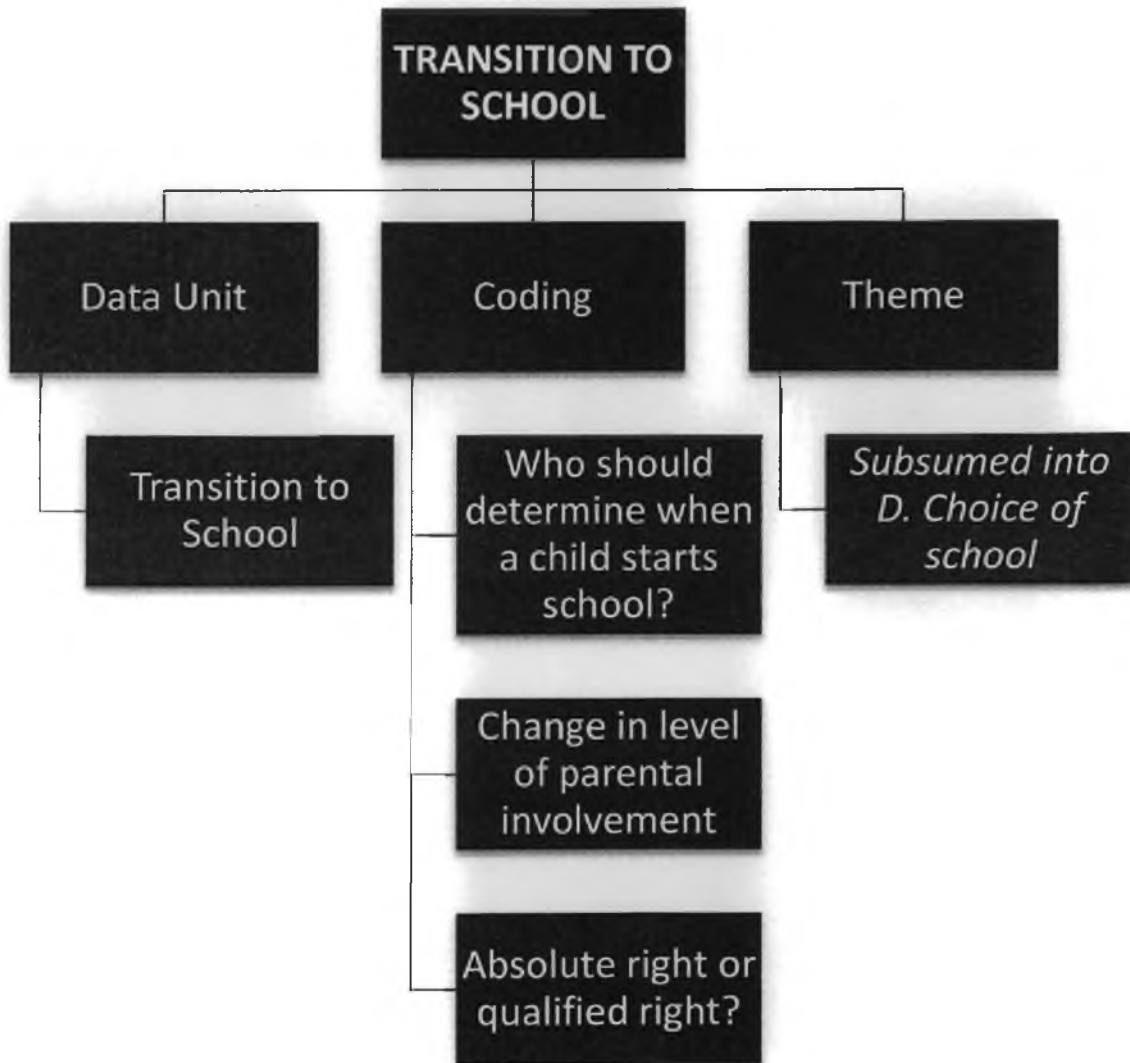 TRANSITION TO
SCHOOL
Data Unit
Coding
Theme
Transition to
School
Who should
determine when
a child starts
school?
Change in level
of parental
involvement
Absolute right or
qualified right?
Subsumed into
D. Choice of
school